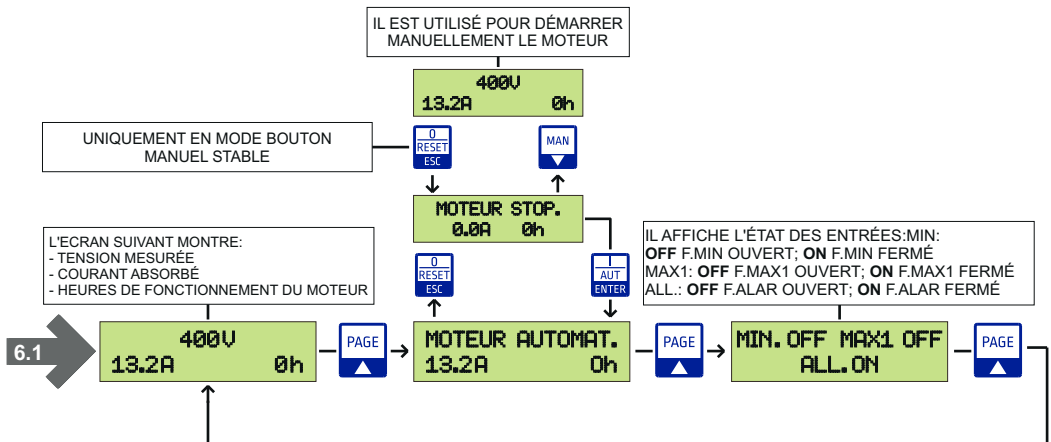 IL EST UTILISÉ POUR DÉMARRER
MANUELLEMENT LE MOTEUR
400V
13.2A 0h
UNIQUEMENT EN MODE BOUTON
MANUEL STABLE
0
RESET
ESC
MAN
MOTEUR STOP.
0.0A 0h
L'ECRAN SUIVANT MONTRE:
- TENSION MESURÉE
- COURANT ABSORBÉ
- HEURES DE FONCTIONNEMENT DU MOTEUR
0
RESET
ESC
I
AUT
ENTER
IL AFFICHE L'ÉTAT DES ENTRÉES:MIN:
OFF F.MIN OUVERT; ON F.MIN FERMÉ
MAX1: OFF F.MAX1 OUVERT; ON F.MAX1 FERMÉ
ALL.: OFF F.ALAR OUVERT; ON F.ALAR FERMÉ
6.1
400V
13.2A 0h
PAGE
MOTEUR AUTOMAT.
13.2A 0h
PAGE
MIN.OFF MAX1 OFF
ALL.ON
PAGE